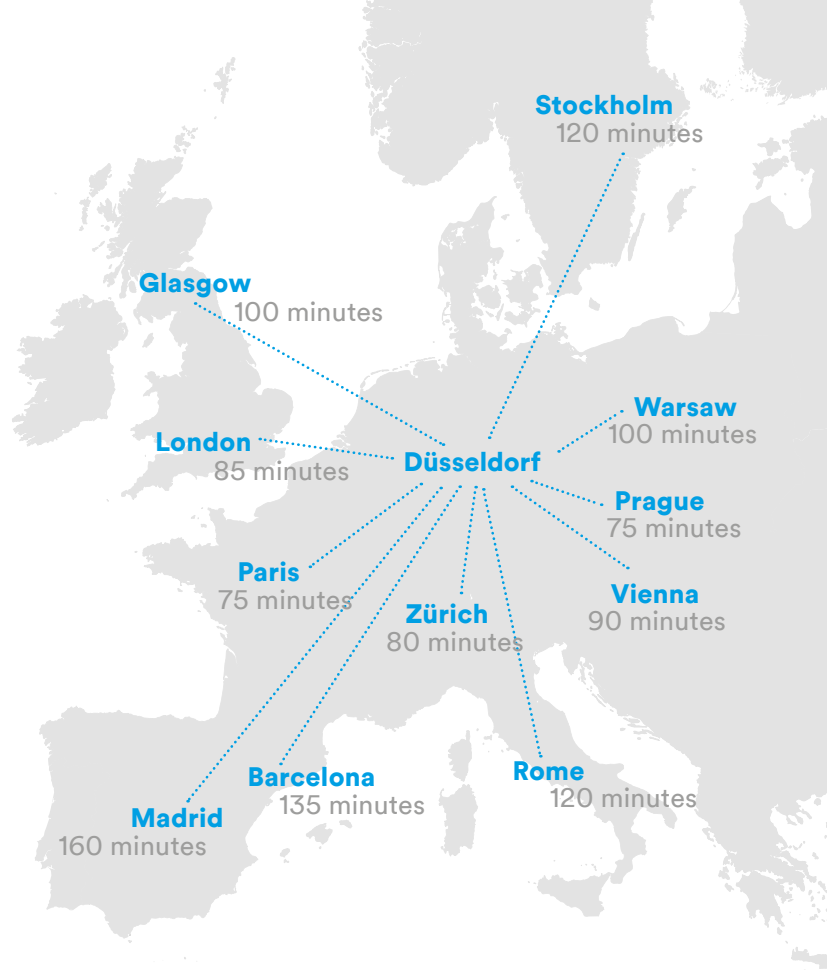 Stockholm
120 minutes
Glasgow
100 minutes
Warsaw
100 minutes
London
85 minutes
Düsseldorf
Prague
75 minutes
Paris
75 minutes
Vienna
90 minutes
Zürich
80 minutes
Rome
120 minutes
Barcelona
135 minutes
Madrid
160 minutes